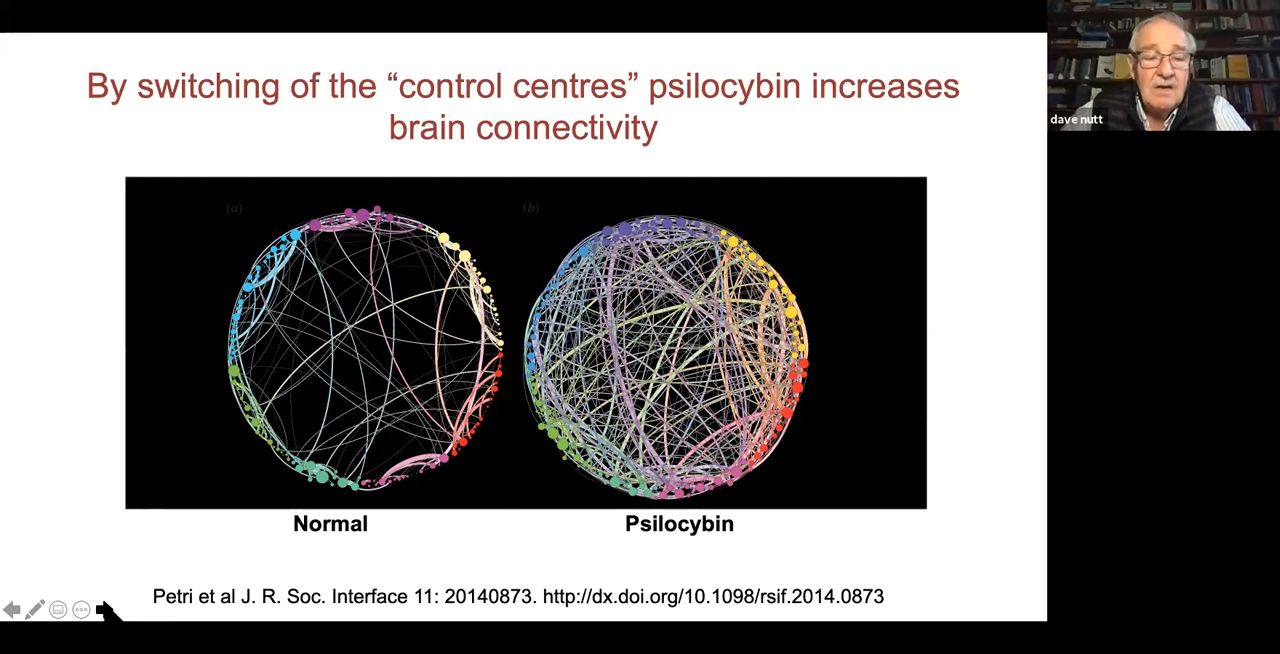 By switching of the “control centres” psilocybin increases
brain connectivity
dave nutt
(a)
(b)
Normal
Psilocybin
Petri et al J. R. Soc. Interface 11: 20140873. http://dx.doi.org/10.1098/rsif.2014.0873